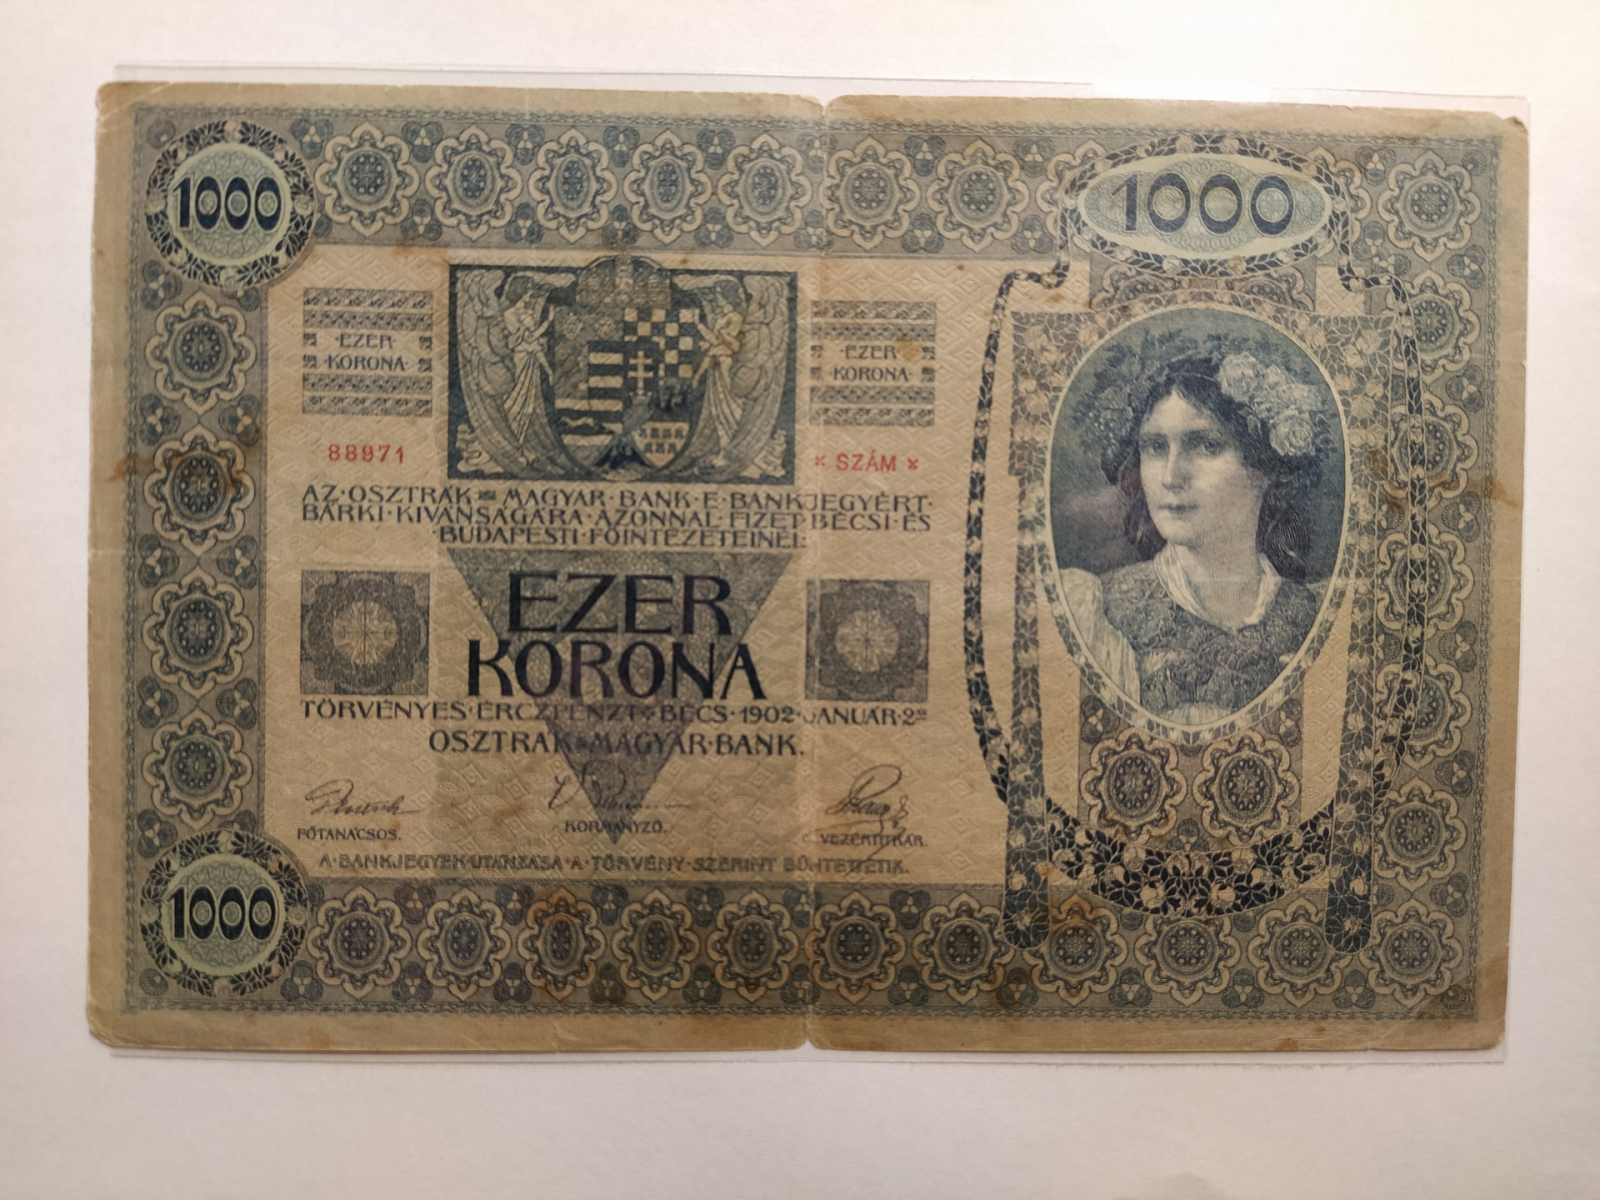 1000
1000
·EZER·
·KORONA·
·EZER·
·KORONA·
88971
× SZÁM ×
AZ·OSZTRÁK MAGYAR·BANK·E·BANKJEGYÉRT·
BÁRKI·KÍVÁNSÁGÁRA·AZONNAL·FIZET·BÉCSI·ÉS
·BUDAPESTI·FŐINTÉZETEINÉL:
EZER
KORONA
TÖRVÉNYES·ÉRCZPÉNZT BÉCS·1902·JANUÁR·2ÁN
OSZTRÁK MAGYAR·BANK.
FŐTANÁCSOS.
KORMÁNYZÓ.
VEZÉRTITKÁR.
A·BANKJEGYEK·UTÁNZÁSA·A·TÖRVÉNY·SZERINT·BÜNTETTETIK.
1000